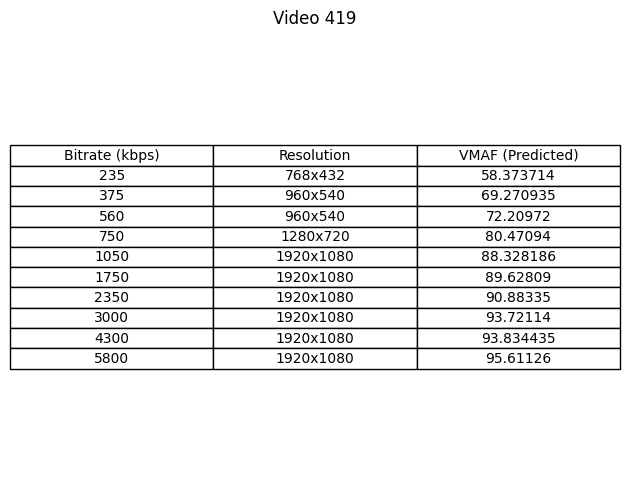 Video 419
Bitrate (kbps) Resolution VMAF (Predicted)
235 768x432 58.373714
375 960x540 69.270935
560 960x540 72.20972
750 1280x720 80.47094
1050 1920x1080 88.328186
1750 1920x1080 89.62809
2350 1920x1080 90.88335
3000 1920x1080 93.72114
4300 1920x1080 93.834435
5800 1920x1080 95.61126